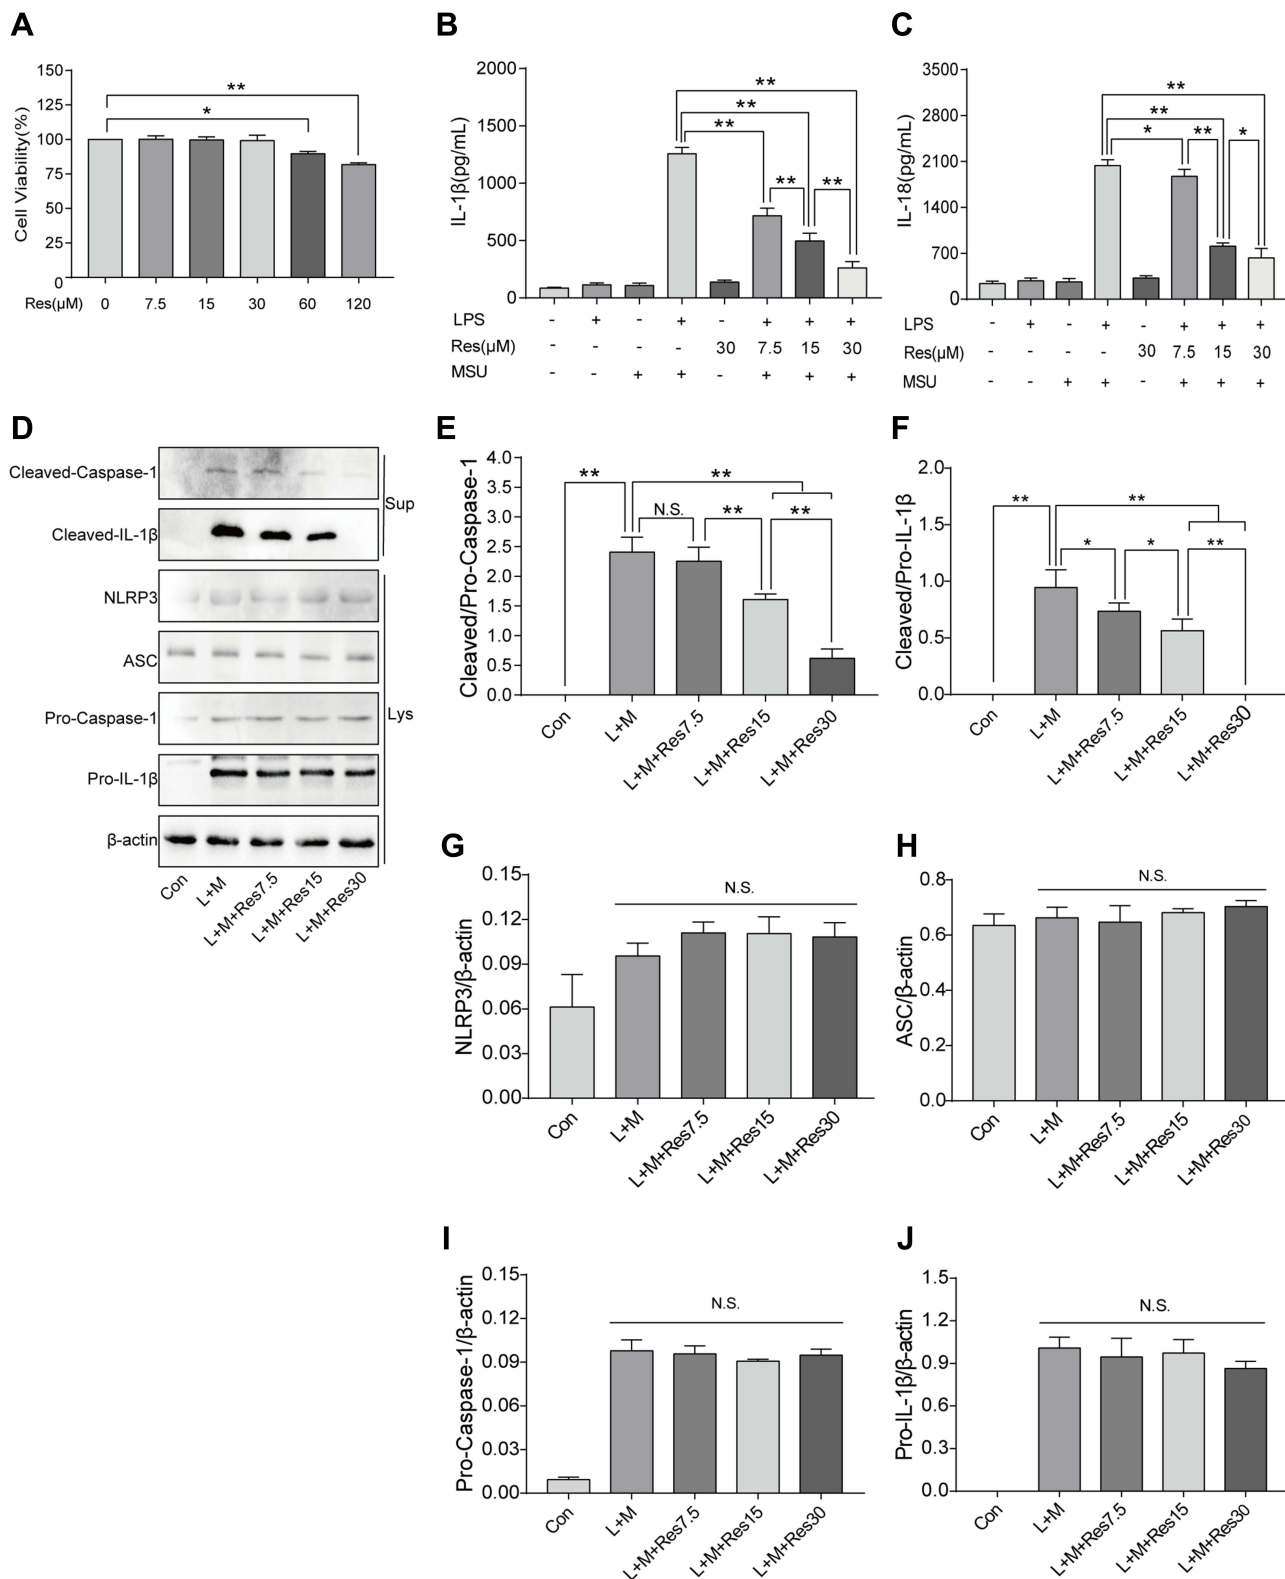 A
Cell Viability(%)
150
125
100
75
50
25
0
**
*
Res(μM) 0 7.5 15 30 60 120
B
IL-1β(pg/mL)
2000
1500
1000
500
0
**
**
**
** **
LPS - + - + - + + +
Res(μM) - - - - 30 7.5 15 30
MSU - - + + - + + +
C
IL-18(pg/mL)
3500
2800
2100
1400
700
0
**
**
* ** *
LPS - + - + - + + +
Res(μM) - - - - 30 7.5 15 30
MSU - - + + - + + +
D
Cleaved-Caspase-1
Cleaved-IL-1β
Sup
NLRP3
ASC
Pro-Caspase-1
Lys
Pro-IL-1β
β-actin
Con
L+M
L+M+Res7.5
L+M+Res15
L+M+Res30
E
Cleaved/Pro-Caspase-1
4.0
3.5
3.0
2.5
2.0
1.5
1.0
0.5
0.0
** **
N.S. ** **
Con
L+M
L+M+Res7.5
L+M+Res15
L+M+Res30
F
Cleaved/Pro-IL-1β
2.0
1.5
1.0
0.5
0.0
** **
* * **
Con
L+M
L+M+Res7.5
L+M+Res15
L+M+Res30
G
NLRP3/β-actin
0.15
0.12
0.09
0.06
0.03
0.00
N.S.
Con
L+M
L+M+Res7.5
L+M+Res15
L+M+Res30
H
ASC/β-actin
0.8
0.6
0.4
0.2
0.0
N.S.
Con
L+M
L+M+Res7.5
L+M+Res15
L+M+Res30
I
Pro-Caspase-1/β-actin
0.15
0.12
0.09
0.06
0.03
0.00
N.S.
Con
L+M
L+M+Res7.5
L+M+Res15
L+M+Res30
J
Pro-IL-1β/β-actin
1.5
1.2
0.9
0.6
0.3
0.0
N.S.
Con
L+M
L+M+Res7.5
L+M+Res15
L+M+Res30